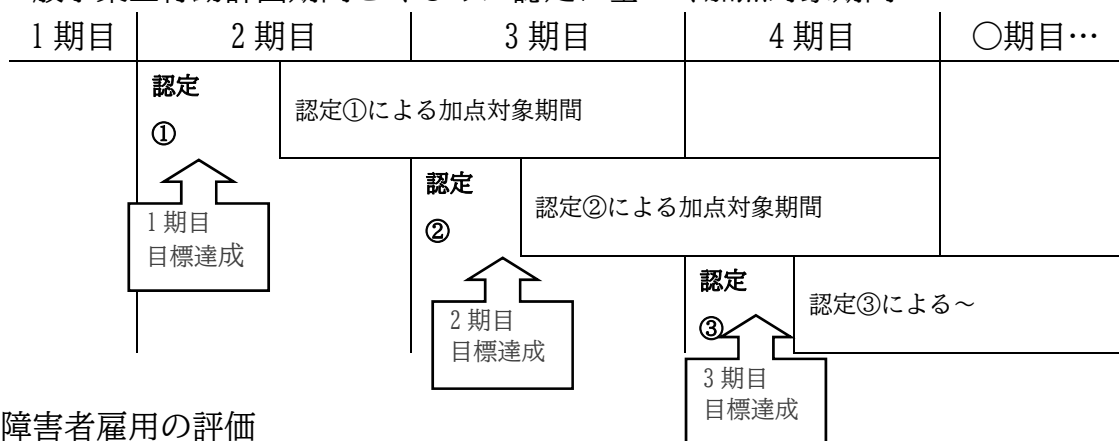 1期目 2期目 3期目 4期目 ○期目…
認定
①
認定①による加点対象期間
1期目
目標達成
認定
②
認定②による加点対象期間
2期目
目標達成
認定
③
認定③による～
3期目
目標達成
障害者雇用の評価